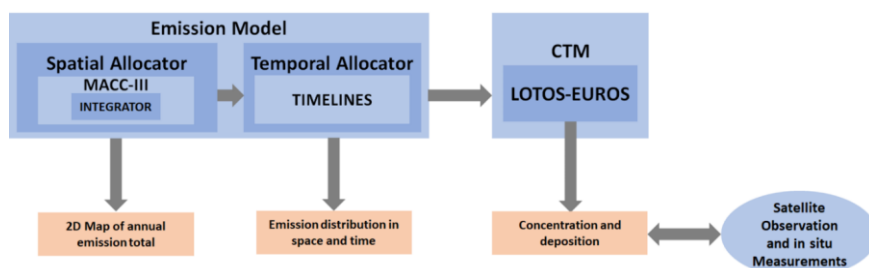 Emission Model
Spatial Allocator
MACC-III
INTEGRATOR
Temporal Allocator
TIMELINES
CTM
LOTOS-EUROS
2D Map of annual
emission total
Emission distribution in
space and time
Concentration and
deposition
Satellite
Observation
and in situ
Measurements